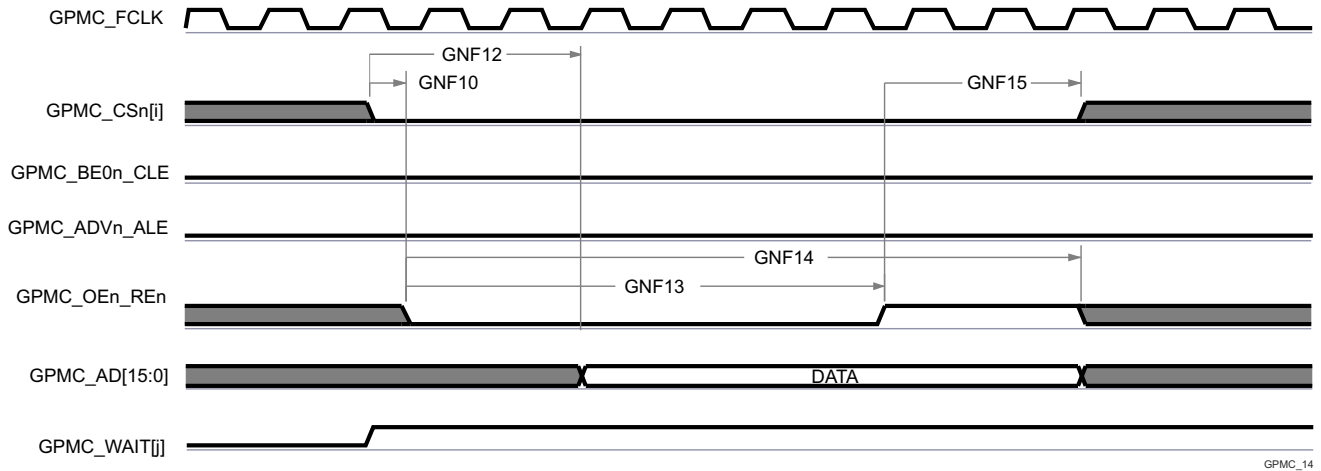 GPMC_FCLK
GNF12
GNF10
GNF15
GPMC_CSn[i]
GPMC_BE0n_CLE
GPMC_ADVn_ALE
GNF14
GNF13
GPMC_OEn_REn
GPMC_AD[15:0]
DATA
GPMC_WAIT[j]
GPMC_14